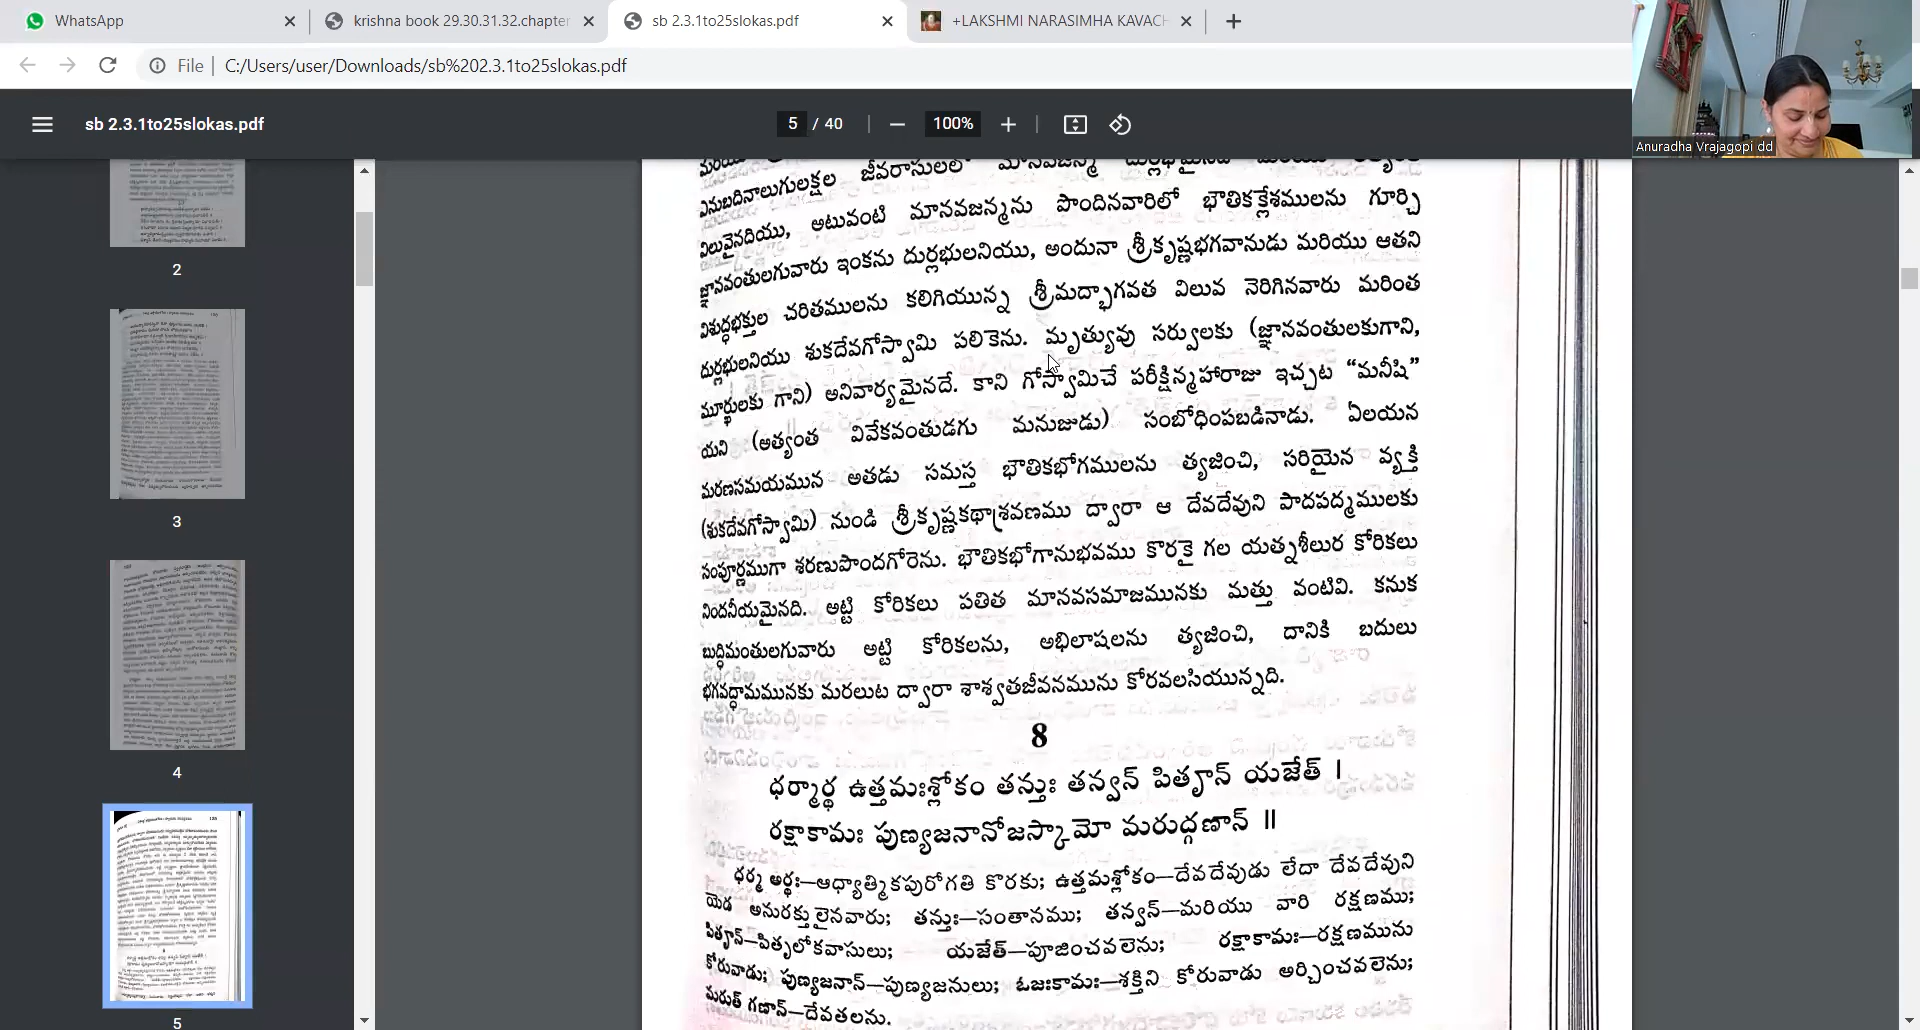 WhatsApp
krishna book 29.30.31.32.chapter
sb 2.3.1to25slokas.pdf
+LAKSHMI NARASIMHA KAVACH
File
C:/Users/user/Downloads/sb%202.3.1to25slokas.pdf
sb 2.3.1to25slokas.pdf
5 / 40
100%
Anuradha Vrajagopi dd
2
3
4
5
ఎనుబదినాలుగులక్షల జీవరాసులలో మానవజన్మ దుర్లభమైనది మరియు
విలువైనదియు, అటువంటి మానవజన్మను పొందినవారిలో భౌతికక్లేశములను గూర్చి
జ్ఞానవంతులగువారు ఇంకను దుర్లభులనియు, అందునా శ్రీకృష్ణభగవానుడు మరియు ఆతని
విశుద్ధభక్తుల చరితములను కలిగియున్న శ్రీమద్భాగవత విలువ నెరిగినవారు మరింత
దుర్లభులనియు శుకదేవగోస్వామి పలికెను. మృత్యువు సర్వులకు (జ్ఞానవంతులకుగాని,
మూర్ఖులకు గాని) అనివార్యమైనదే. కాని గోస్వామిచే పరీక్షిన్మహారాజు ఇచ్చట “మనీషి”
యని (అత్యంత వివేకవంతుడగు మనుజుడు) సంబోధింపబడినాడు. ఏలయన
మరణసమయమున అతడు సమస్త భౌతికభోగములను త్యజించి, సరియైన వ్యక్తి
(శుకదేవగోస్వామి) నుండి శ్రీకృష్ణకథాశ్రవణము ద్వారా ఆ దేవదేవుని పాదపద్మములకు
సంపూర్ణముగా శరణుపొందగోరెను. భౌతికభోగానుభవము కొరకై గల యత్నశీలుర కోరికలు
నిందనీయమైనది. అట్టి కోరికలు పతిత మానవసమాజమునకు మత్తు వంటివి. కనుక
బుద్ధిమంతులగువారు అట్టి కోరికలను, అభిలాషలను త్యజించి, దానికి బదులు
భగవద్ధామమునకు మరలుట ద్వారా శాశ్వతజీవనమును కోరవలసియున్నది.
8
ధర్మార్థ ఉత్తమఃశ్లోకం తన్తుః తన్వన్ పితౄన్ యజేత్ |
రక్షాకామః పుణ్యజనానోజస్కామో మరుద్గణాన్ ||
ధర్మ అర్థః—ఆధ్యాత్మికపురోగతి కొరకు; ఉత్తమశ్లోకం—దేవదేవుడు లేదా దేవదేవుని
యెడ అనురక్తులైనవారు; తన్తుః—సంతానము; తన్వన్—మరియు వారి రక్షణము;
పితౄన్—పితృలోకవాసులు; యజేత్—పూజించవలెను; రక్షాకామః—రక్షణమును
కోరువాడు; పుణ్యజనాన్—పుణ్యజనులు; ఓజఃకామః—శక్తిని కోరువాడు అర్చించవలెను;
మరుత్ గణాన్—దేవతలను.